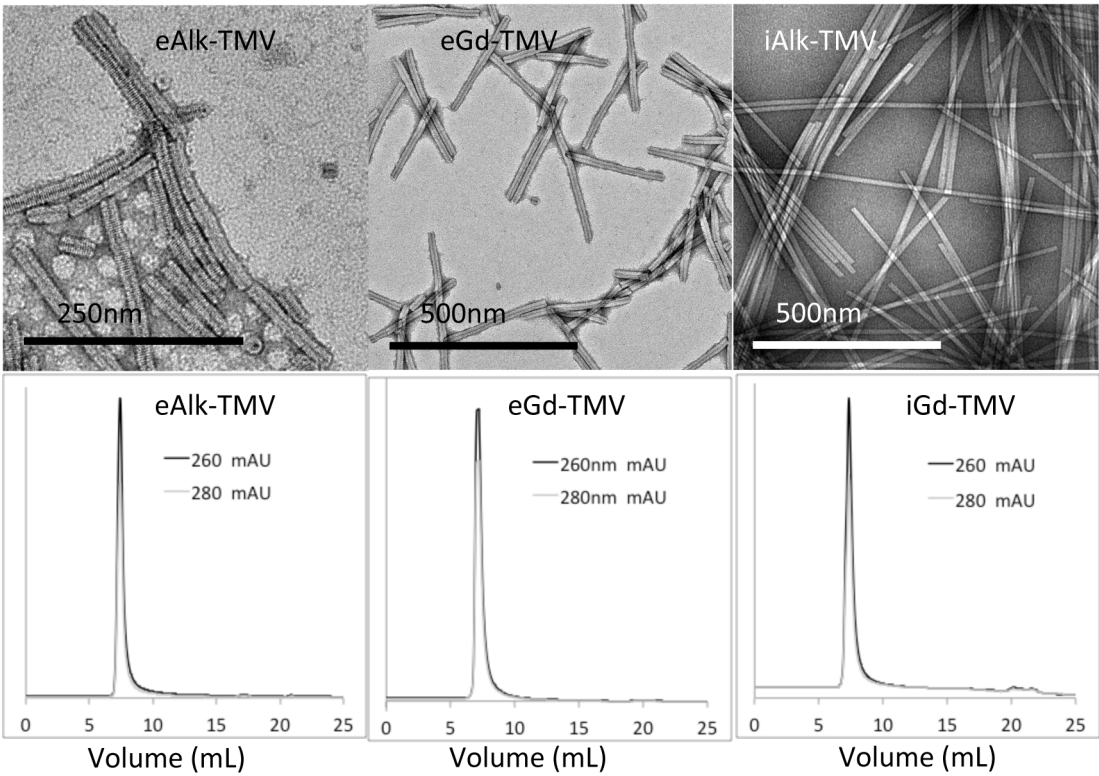 eAlk-TMV
eGd-TMV
iAlk-TMV
250nm
500nm
500nm
eAlk-TMV
260 mAU
280 mAU
0 5 10 15 20 25
Volume (mL)
eGd-TMV
260nm mAU
280nm mAU
0 5 10 15 20 25
Volume (mL)
iGd-TMV
260 mAU
280 mAU
0 5 10 15 20 25
Volume (mL)